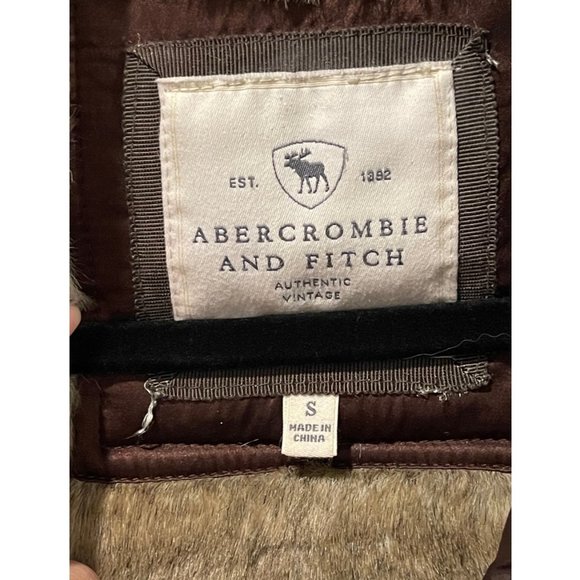 EST. 1892
ABERCROMBIE
AND FITCH
AUTHENTIC
VINTAGE
S
MADE IN
CHINA